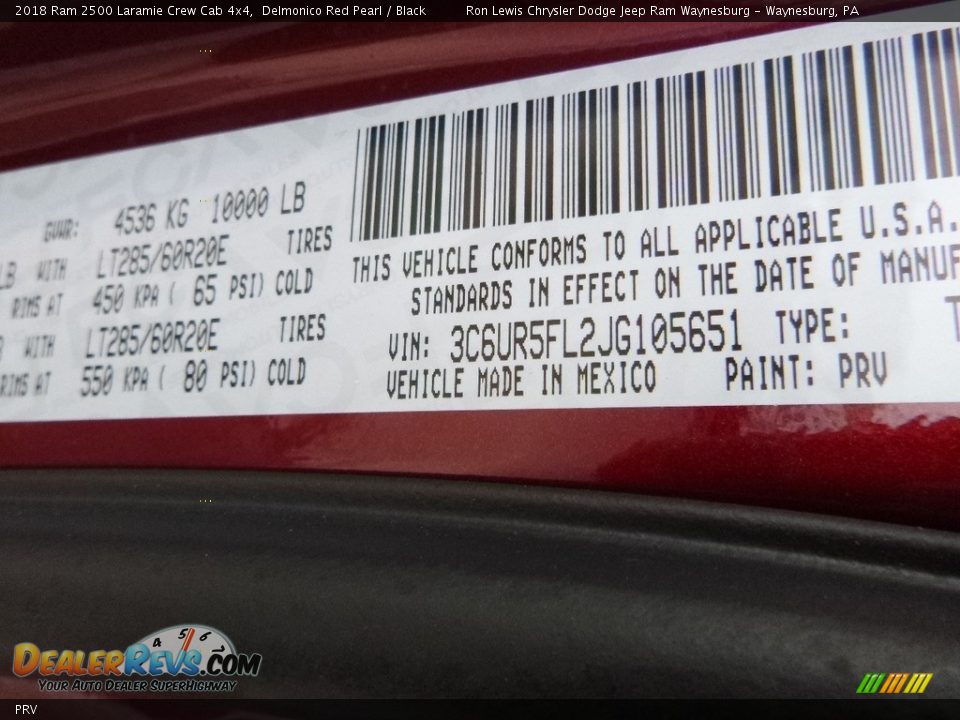 2018 Ram 2500 Laramie Crew Cab 4x4, Delmonico Red Pearl / Black Ron Lewis Chrysler Dodge Jeep Ram Waynesburg - Waynesburg, PA
GVWR: 4536 KG 10000 LB
LB WITH LT285/60R20E TIRES
RIMS AT 450 KPA ( 65 PSI) COLD
WITH LT285/60R20E TIRES
RIMS AT 550 KPA ( 80 PSI) COLD
THIS VEHICLE CONFORMS TO ALL APPLICABLE U.S.A.
STANDARDS IN EFFECT ON THE DATE OF MANUF
VIN: 3C6UR5FL2JG105651 TYPE: T
VEHICLE MADE IN MEXICO PAINT: PRV
4 5 6
DEALERREVS.COM
YOUR AUTO DEALER SUPERHIGHWAY
PRV